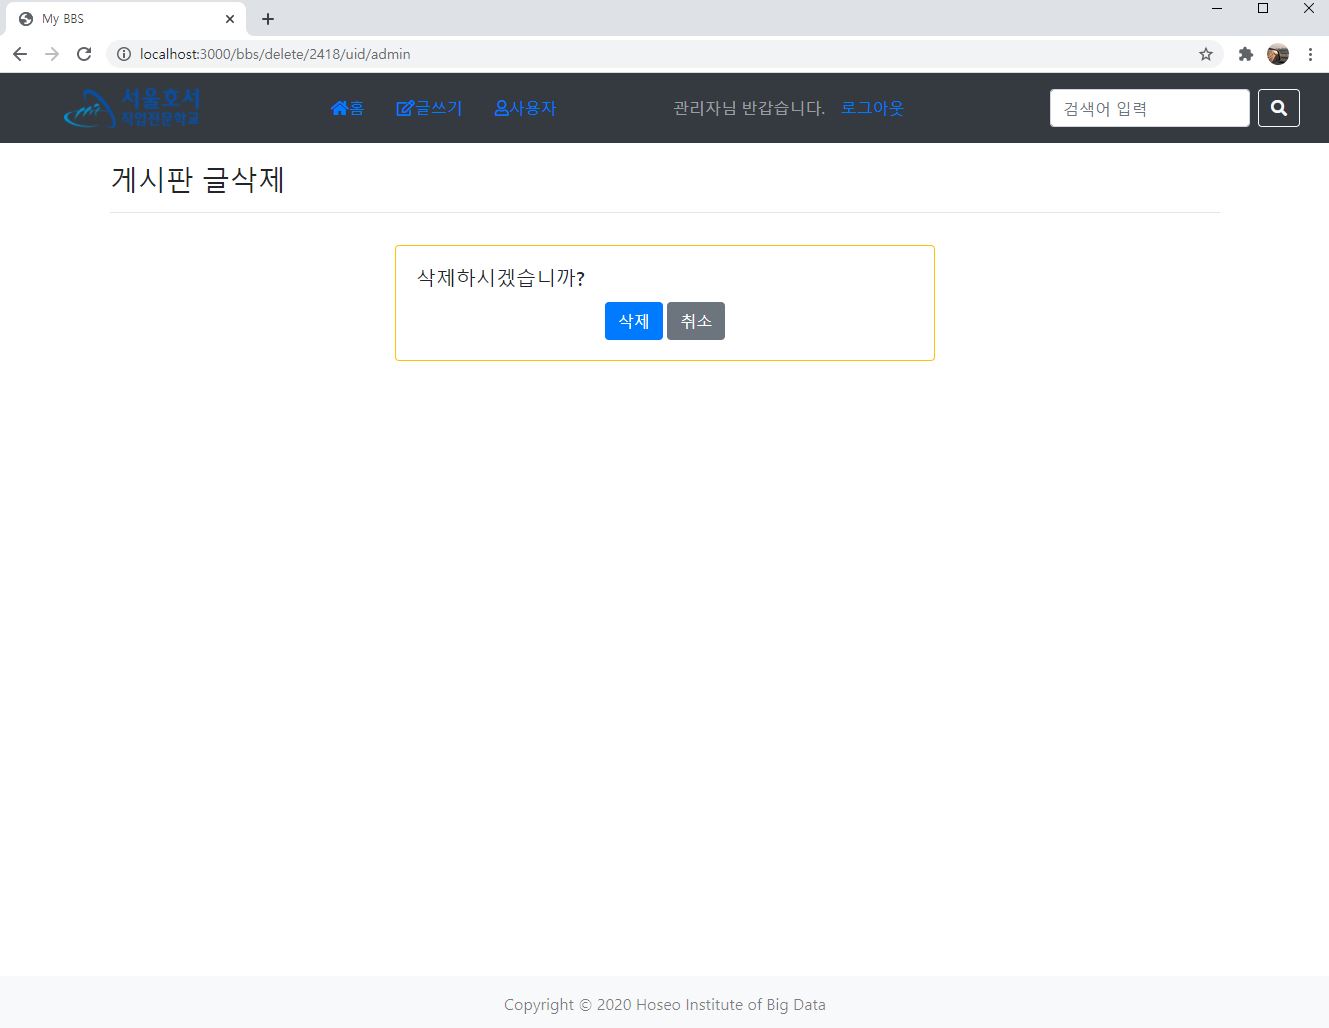 My BBS
localhost:3000/bbs/delete/2418/uid/admin
서울호서
직업전문학교
홈 글쓰기 사용자 관리자님 반갑습니다. 로그아웃 검색어 입력
게시판 글삭제
삭제하시겠습니까?
삭제 취소
Copyright © 2020 Hoseo Institute of Big Data